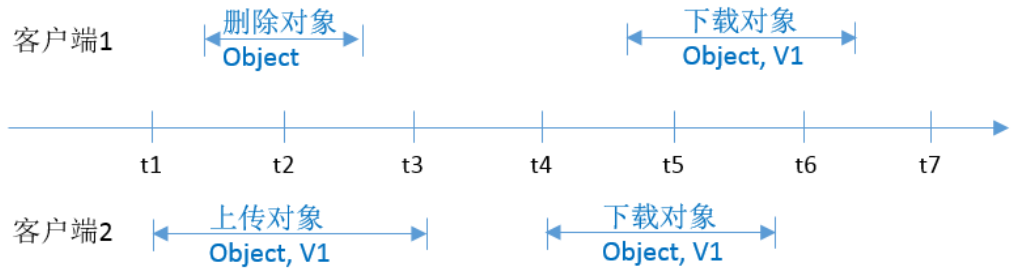 客户端1
删除对象
Object
下载对象
Object, V1
t1 t2 t3 t4 t5 t6 t7
客户端2
上传对象
Object, V1
下载对象
Object, V1